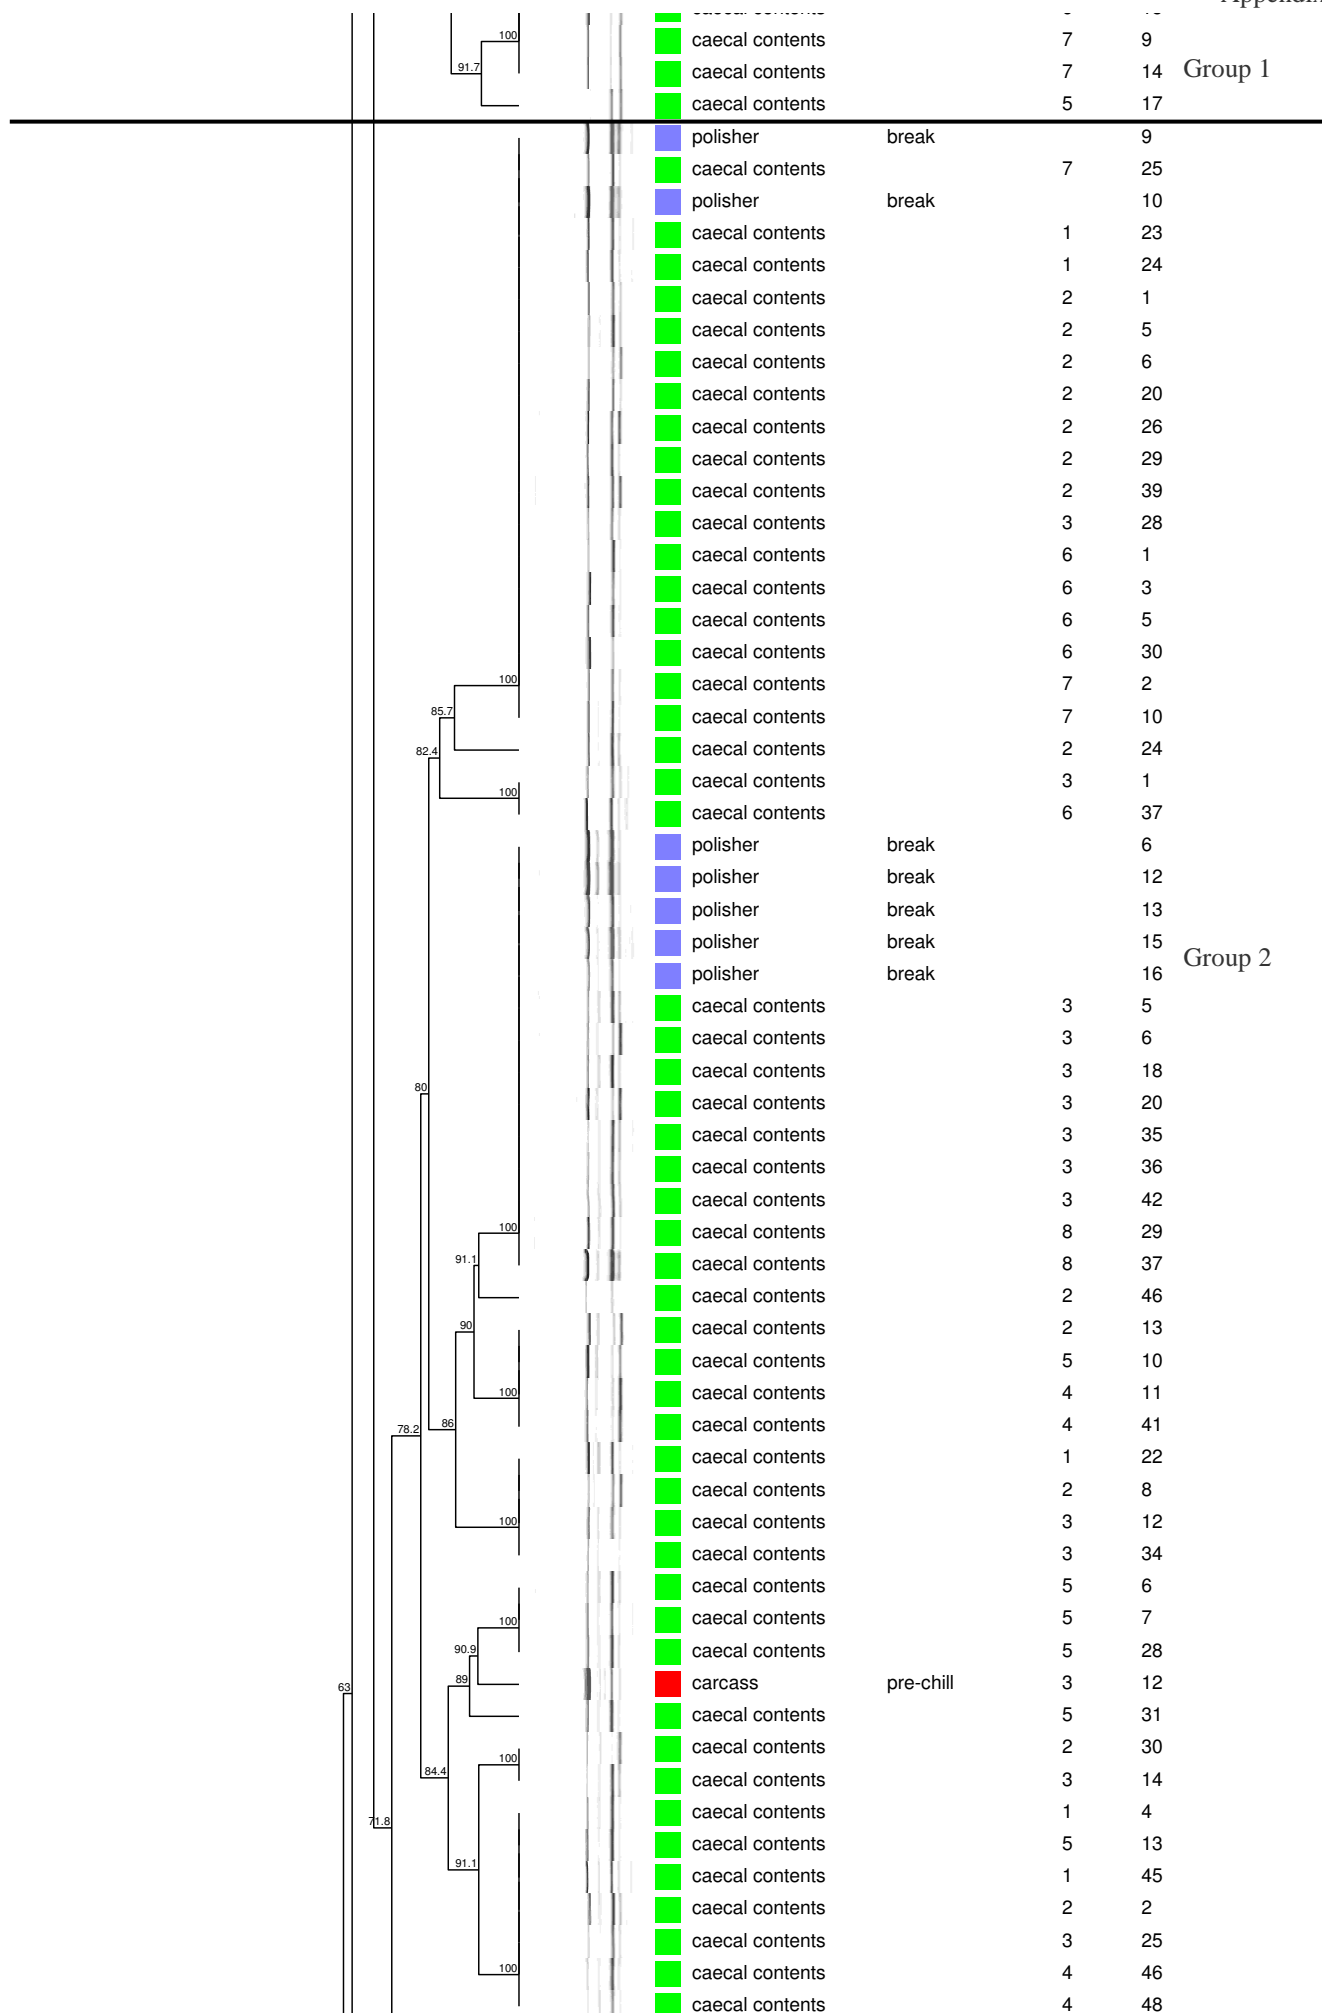 100 caecal contents 7 9
91.7 caecal contents 7 14 Group 1
caecal contents 5 17
polisher break 9
caecal contents 7 25
polisher break 10
caecal contents 1 23
caecal contents 1 24
caecal contents 2 1
caecal contents 2 5
caecal contents 2 6
caecal contents 2 20
caecal contents 2 26
caecal contents 2 29
caecal contents 2 39
caecal contents 3 28
caecal contents 6 1
caecal contents 6 3
caecal contents 6 5
caecal contents 6 30
100 caecal contents 7 2
85.7 caecal contents 7 10
82.4 caecal contents 2 24
caecal contents 3 1
100 caecal contents 6 37
polisher break 6
polisher break 12
polisher break 13
polisher break 15
polisher break 16 Group 2
caecal contents 3 5
caecal contents 3 6
caecal contents 3 18
80 caecal contents 3 20
caecal contents 3 35
caecal contents 3 36
caecal contents 3 42
100 caecal contents 8 29
91.1 caecal contents 8 37
caecal contents 2 46
90 caecal contents 2 13
caecal contents 5 10
100 caecal contents 4 11
78.2 86 caecal contents 4 41
caecal contents 1 22
caecal contents 2 8
100 caecal contents 3 12
caecal contents 3 34
caecal contents 5 6
100 caecal contents 5 7
90.9 caecal contents 5 28
63 89 carcass pre-chill 3 12
caecal contents 5 31
100 caecal contents 2 30
84.4 caecal contents 3 14
71.8 caecal contents 1 4
caecal contents 5 13
91.1 caecal contents 1 45
caecal contents 2 2
caecal contents 3 25
100 caecal contents 4 46
caecal contents 4 48